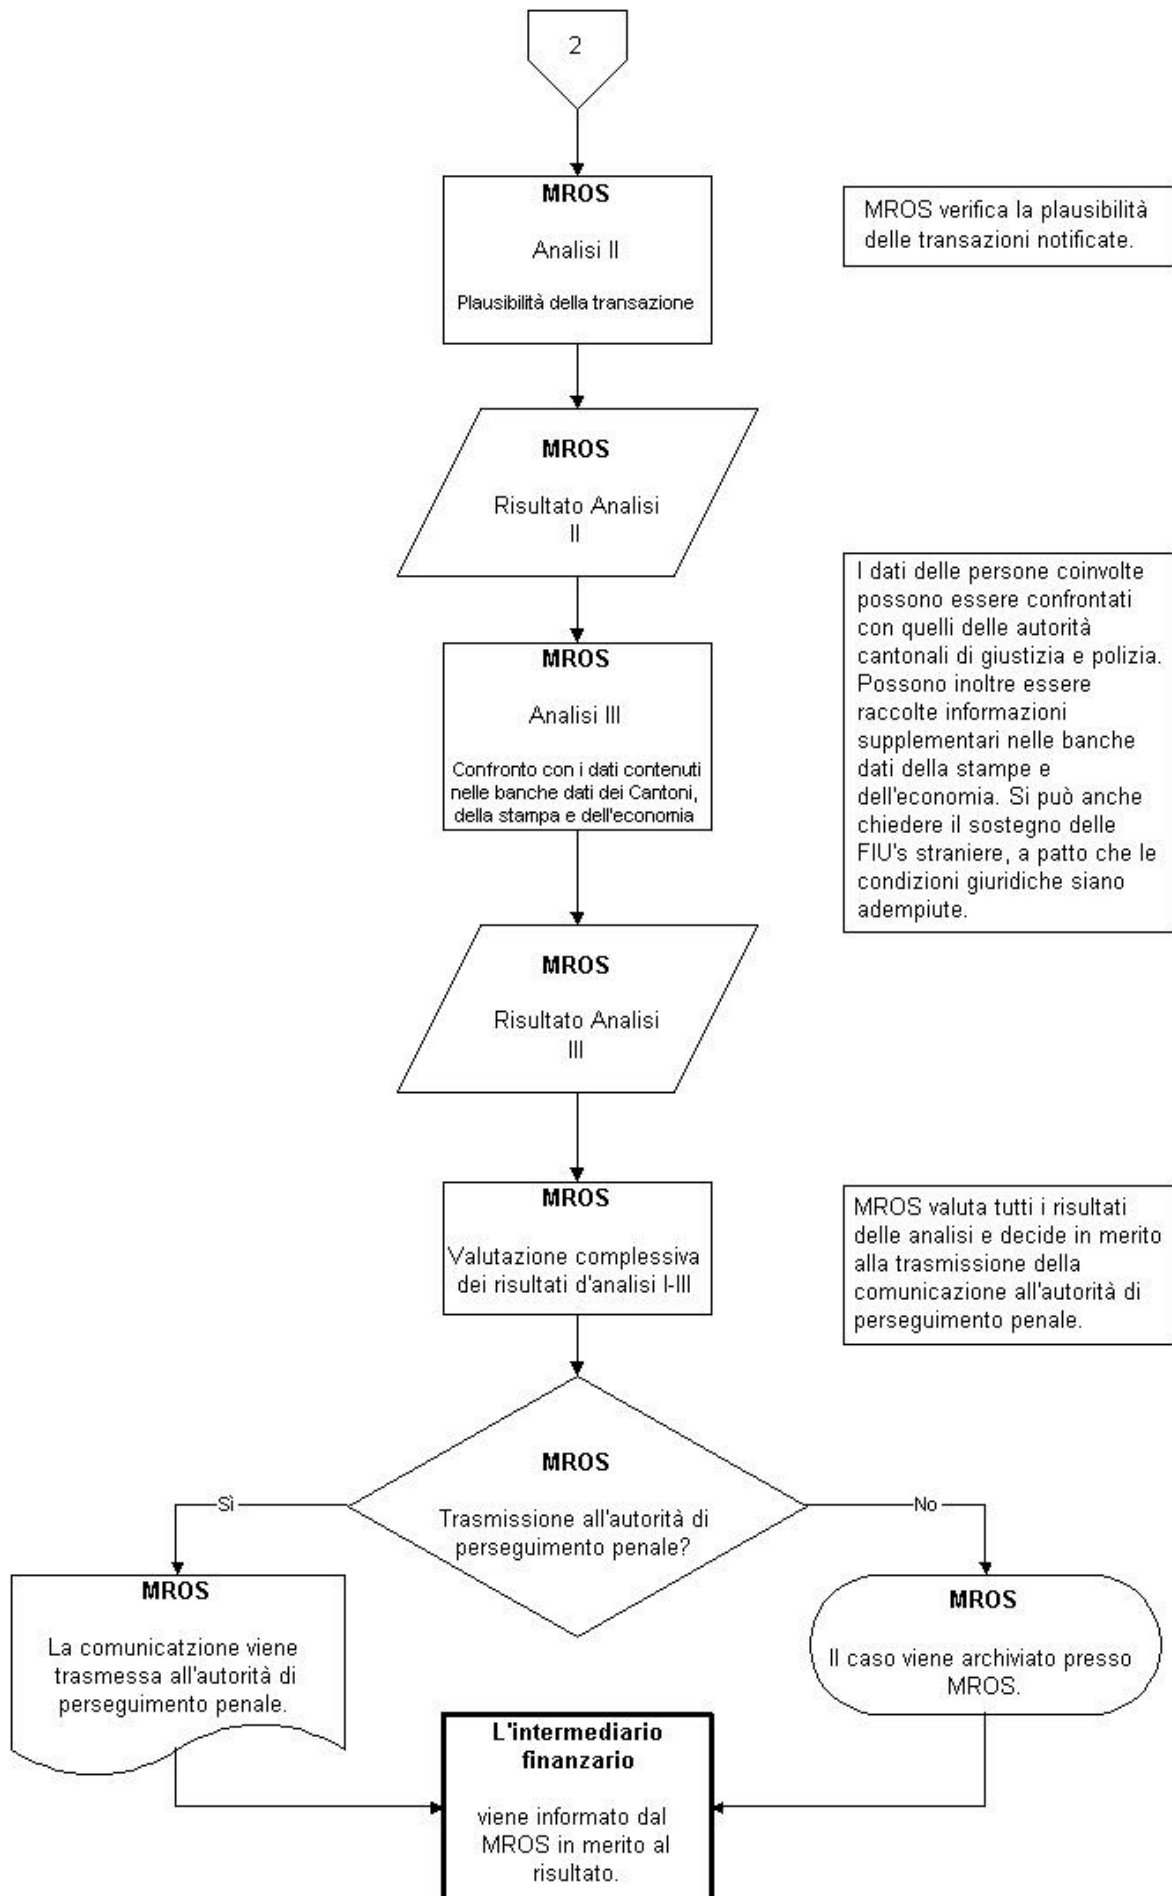 2
MROS
Analisi II
Plausibilità della transazione
MROS verifica la plausibilità
delle transazioni notificate.
MROS
Risultato Analisi
II
MROS
Analisi III
Confronto con i dati contenuti
nelle banche dati dei Cantoni,
della stampa e dell'economia
I dati delle persone coinvolte
possono essere confrontati
con quelli delle autorità
cantonali di giustizia e polizia.
Possono inoltre essere
raccolte informazioni
supplementari nelle banche
dati della stampe e
dell'economia. Si può anche
chiedere il sostegno delle
FIU's straniere, a patto che le
condizioni giuridiche siano
adempiute.
MROS
Risultato Analisi
III
MROS
Valutazione complessiva
dei risultati d'analisi I-III
MROS valuta tutti i risultati
delle analisi e decide in merito
alla trasmissione della
comunicazione all'autorità di
perseguimento penale.
MROS
Trasmissione all'autorità di
perseguimento penale?
Sì
No
MROS
La comunicatzione viene
trasmessa all'autorità di
perseguimento penale.
MROS
Il caso viene archiviato presso
MROS.
L'intermediario
finanzario
viene informato dal
MROS in merito al
risultato.